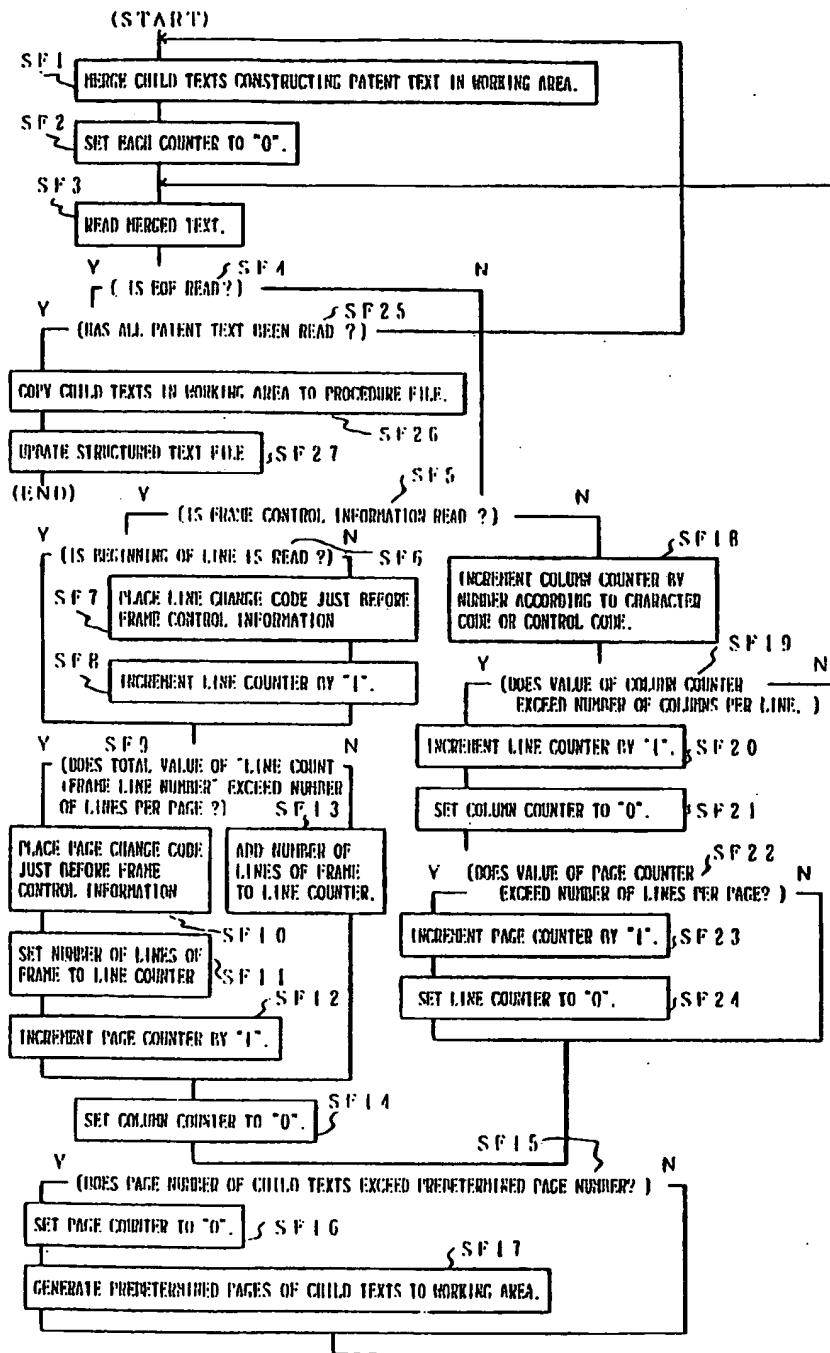 (START)
SF1
MERGE CHILD TEXTS CONSTRUCTING PATENT TEXT IN WORKING AREA.
SF2
SET EACH COUNTER TO "0".
SF3
READ MERGED TEXT.
Y
SF4
N
( IS EOF READ?)
Y
SF25
(HAS ALL PATENT TEXT BEEN READ ?)
COPY CHILD TEXTS IN WORKING AREA TO PROCEDURE FILE.
SF26
UPDATE STRUCTURED TEXT FILE
SF27
(END)
Y
SF5
N
(IS FRAME CONTROL INFORMATION READ ?)
Y
N
(IS BEGINNING OF LINE IS READ ?)
SF6
SF18
SF7
PLACE LINE CHANGE CODE JUST BEFORE
FRAME CONTROL INFORMATION
INCREMENT COLUMN COUNTER BY
NUMBER ACCORDING TO CHARACTER
CODE OR CONTROL CODE.
SF8
INCREMENT LINE COUNTER BY "1".
SF19
Y
N
(DOES VALUE OF COLUMN COUNTER
EXCEED NUMBER OF COLUMNS PER LINE. )
Y
SF9
N
(DOES TOTAL VALUE OF "LINE COUNT
+FRAME LINE NUMBER" EXCEED NUMBER
OF LINES PER PAGE ?)
INCREMENT LINE COUNTER BY "1".
SF20
SF13
SET COLUMN COUNTER TO "0".
SF21
PLACE PAGE CHANGE CODE
JUST BEFORE FRAME
CONTROL INFORMATION
ADD NUMBER OF
LINES OF FRAME
TO LINE COUNTER.
SF22
Y
N
(DOES VALUE OF PAGE COUNTER
EXCEED NUMBER OF LINES PER PAGE? )
SF10
INCREMENT PAGE COUNTER BY "1".
SF23
SET NUMBER OF LINES OF
FRAME TO LINE COUNTER
SF11
SET LINE COUNTER TO "0".
SF24
SF12
INCREMENT PAGE COUNTER BY "1".
SET COLUMN COUNTER TO "0".
SF14
SF15
Y
N
(DOES PAGE NUMBER OF CHILD TEXTS EXCEED PREDETERMINED PAGE NUMBER? )
SET PAGE COUNTER TO "0".
SF16
SF17
GENERATE PREDETERMINED PAGES OF CHILD TEXTS TO WORKING AREA.